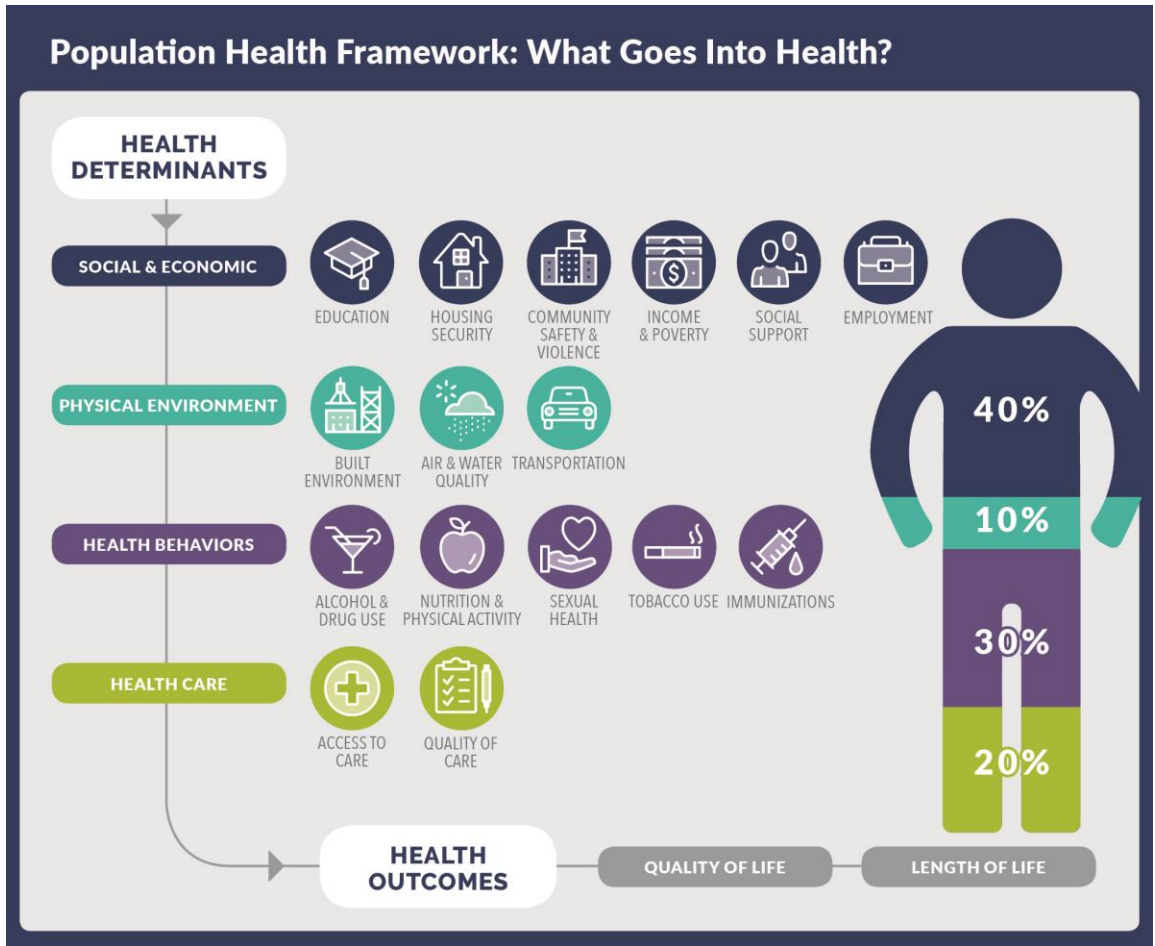 Population Health Framework: What Goes Into Health?
HEALTH
DETERMINANTS
SOCIAL & ECONOMIC
EDUCATION
HOUSING
SECURITY
COMMUNITY
SAFETY &
VIOLENCE
INCOME
& POVERTY
SOCIAL
SUPPORT
EMPLOYMENT
40%
PHYSICAL ENVIRONMENT
BUILT
ENVIRONMENT
AIR & WATER
QUALITY
TRANSPORTATION
10%
HEALTH BEHAVIORS
ALCOHOL &
DRUG USE
NUTRITION &
PHYSICAL ACTIVITY
SEXUAL
HEALTH
TOBACCO USE
IMMUNIZATIONS
30%
HEALTH CARE
ACCESS TO
CARE
QUALITY OF
CARE
20%
HEALTH
OUTCOMES
QUALITY OF LIFE
LENGTH OF LIFE